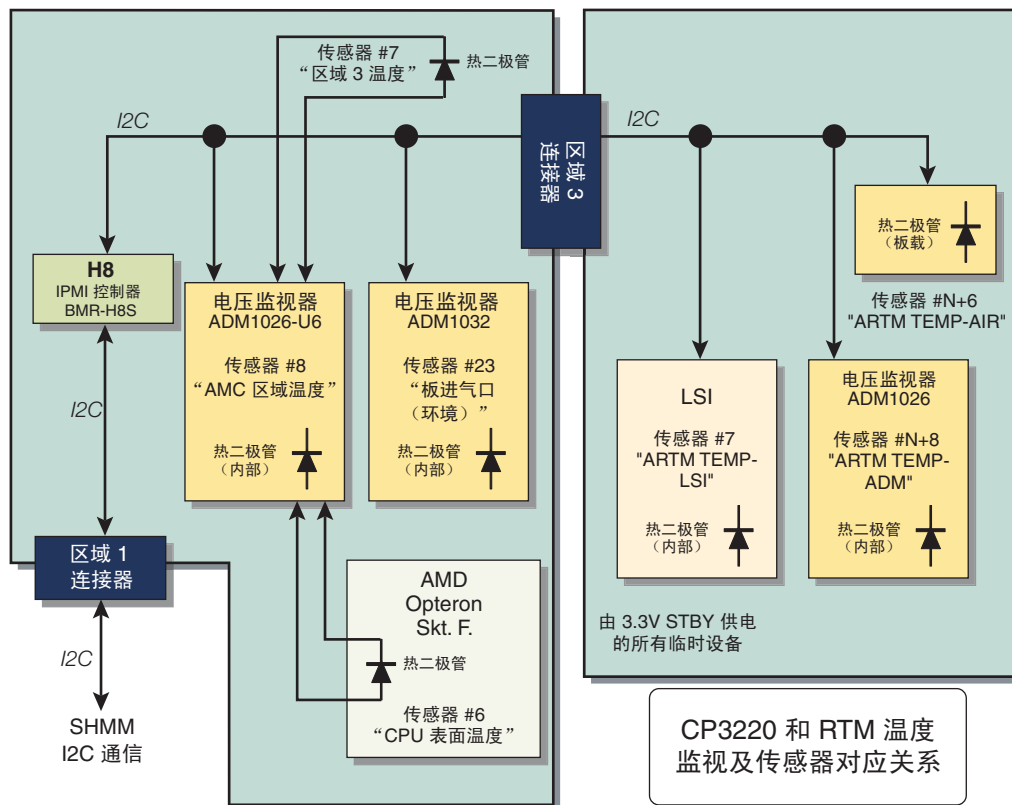 传感器 #7
“区域 3 温度”
热二极管
I2C
区域 3
连接器
I2C
H8
IPMI 控制器
BMR-H8S
电压监视器
ADM1026-U6
传感器 #8
“AMC 区域温度”
热二极管
（内部）
电压监视器
ADM1032
传感器 #23
“板进气口
（环境）”
热二极管
（内部）
热二极管
（板载）
传感器 #N+6
"ARTM TEMP-AIR"
LSI
传感器 #7
"ARTM TEMP-
LSI"
热二极管
（内部）
电压监视器
ADM1026
传感器 #N+8
"ARTM TEMP-
ADM"
热二极管
（内部）
I2C
区域 1
连接器
I2C
SHMM
I2C 通信
AMD
Opteron
Skt. F.
热二极管
传感器 #6
“CPU 表面温度”
由 3.3V STBY 供电
的所有临时设备
CP3220 和 RTM 温度
监视及传感器对应关系